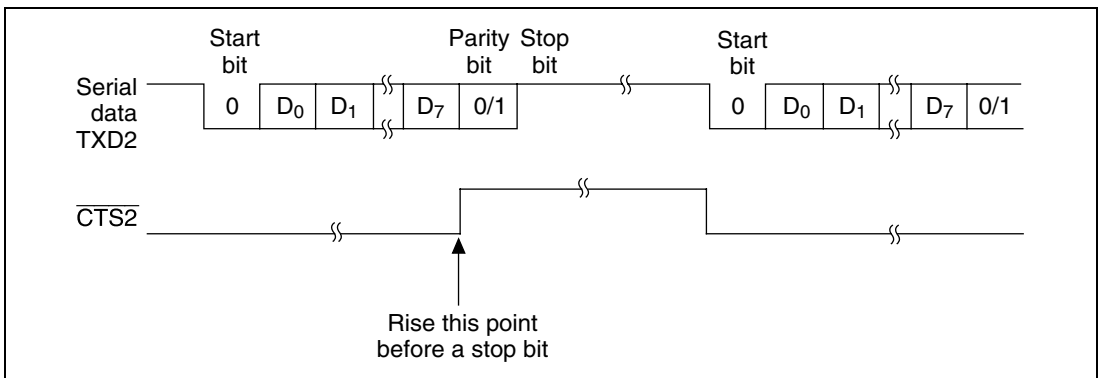 Start bit
Parity bit
Stop bit
Start bit
Serial data TXD2
0 D0 D1 D7 0/1 0 D0 D1 D7 0/1
CTS2
Rise this point
before a stop bit